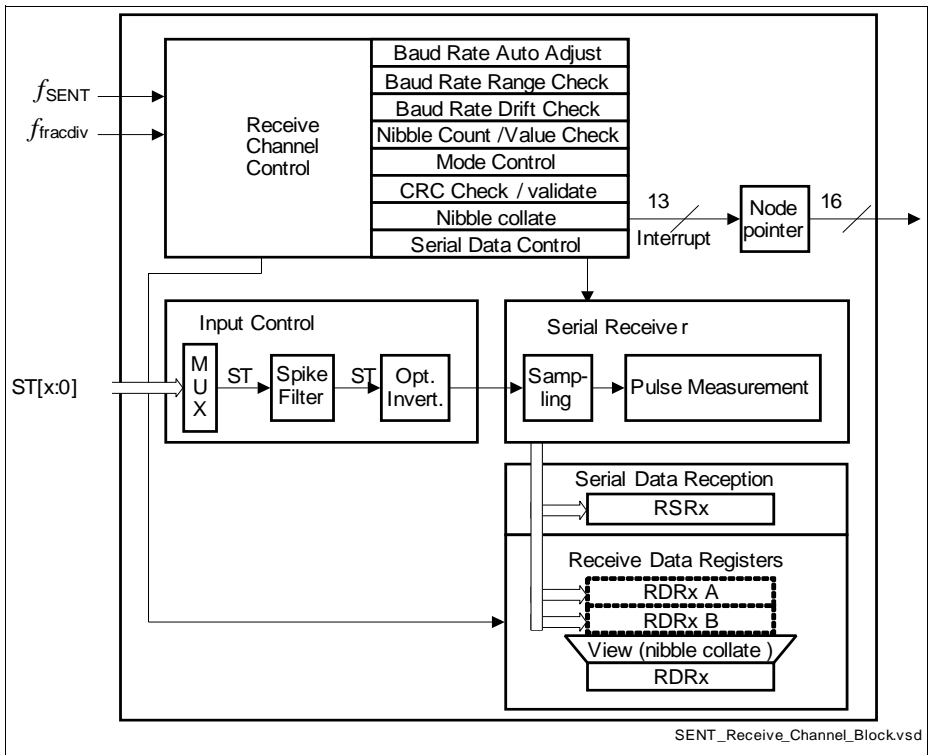 Baud Rate Auto Adjust
Baud Rate Range Check
Baud Rate Drift Check
Nibble Count /Value Check
Mode Control
CRC Check / validate
Nibble collate
Serial Data Control
fSENT
ffracdiv
Receive
Channel
Control
13
Interrupt
Node
pointer
16
Input Control
ST[x:0]
M
U
X
ST
Spike
Filter
ST
Opt.
Invert.
Serial Receiver
Samp-
ling
Pulse Measurement
Serial Data Reception
RSRx
Receive Data Registers
RDRx A
RDRx B
View (nibble collate )
RDRx
SENT_Receive_Channel_Block.vsd